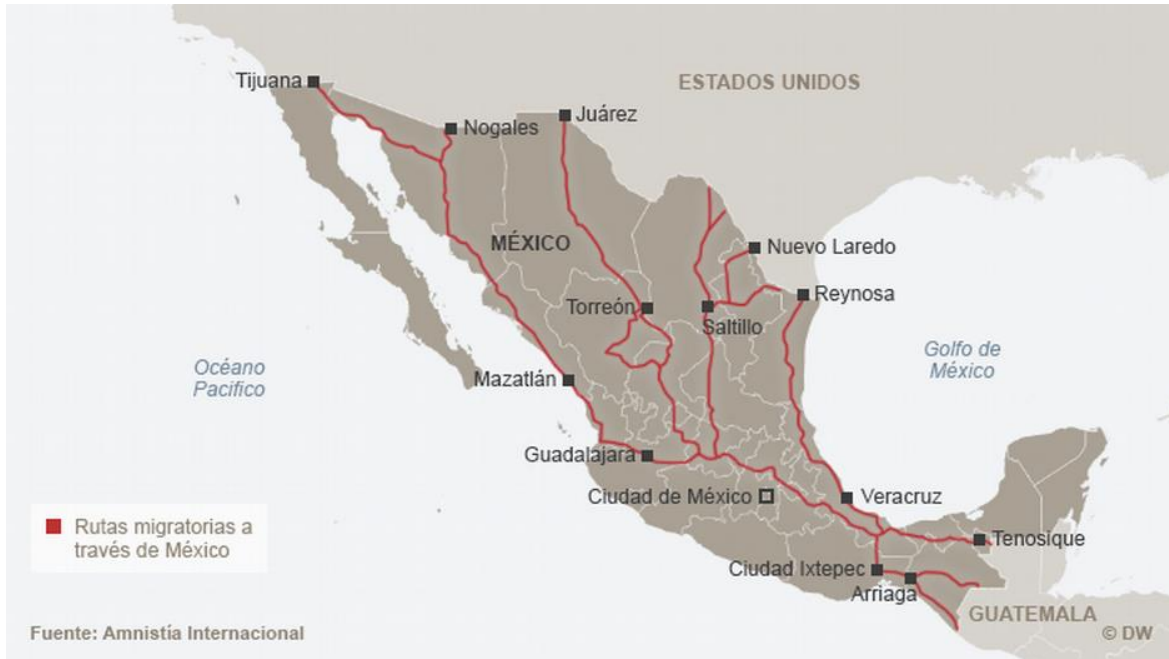 ESTADOS UNIDOS
Tijuana
Nogales
Juárez
MÉXICO
Nuevo Laredo
Torreón
Saltillo
Reynosa
Océano
Pacifico
Golfo de
México
Mazatlán
Guadalajara
Ciudad de México
Veracruz
Rutas migratorias a
través de México
Tenosique
Ciudad Ixtepec
Arriaga
GUATEMALA
Fuente: Amnistía Internacional
© DW